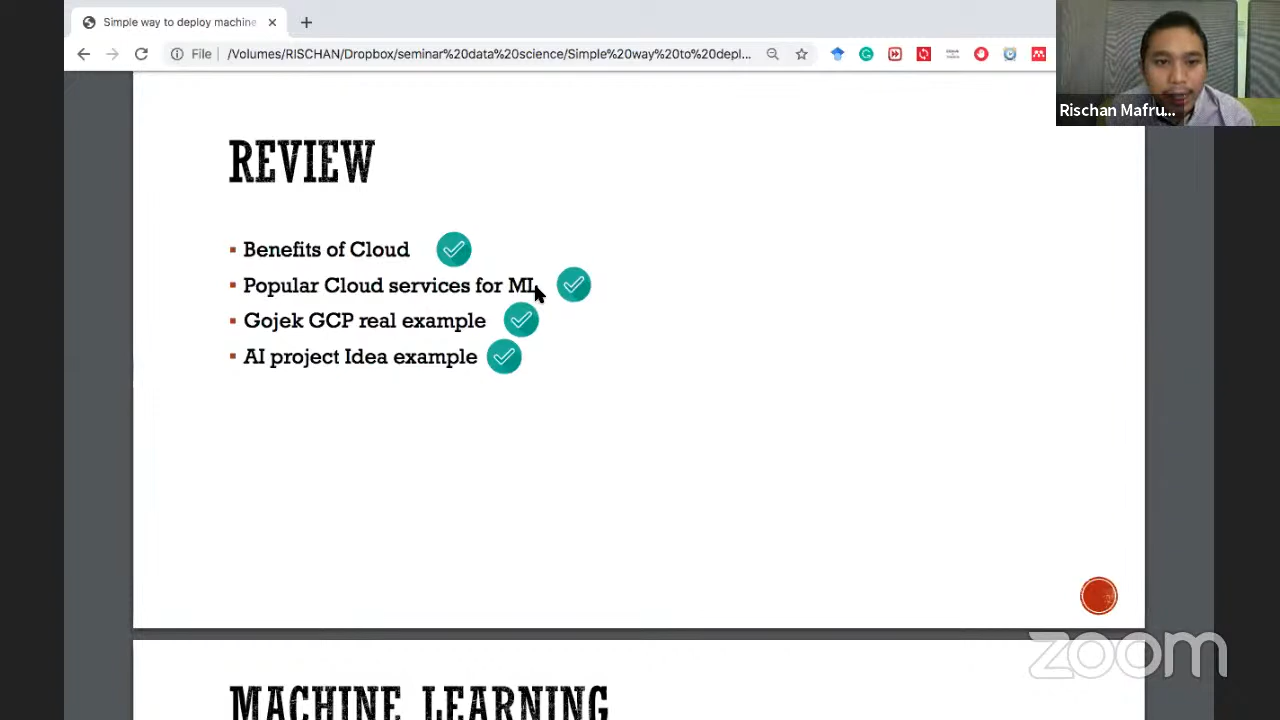 Simple way to deploy machine
File
/Volumes/RISCHAN/Dropbox/seminar%20data%20science/Simple%20way%20to%20depl...
Rischan Mafru...
REVIEW
Benefits of Cloud
Popular Cloud services for ML
Gojek GCP real example
AI project Idea example
zoom
MACHINE LEARNING